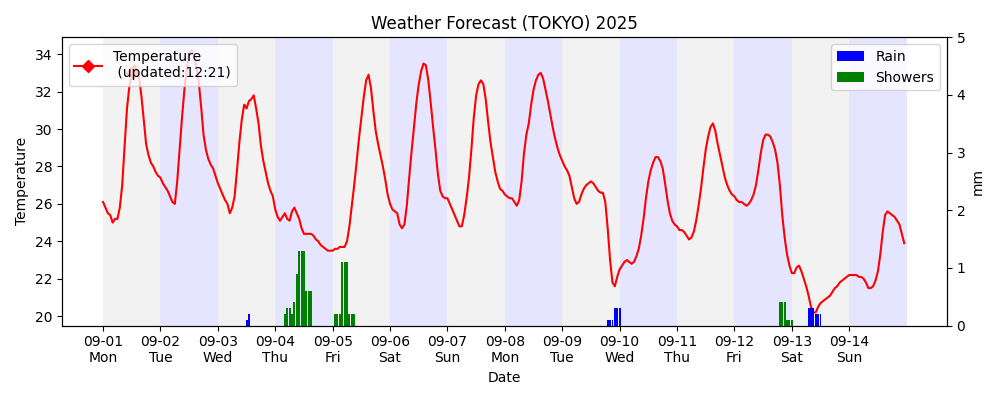 Weather Forecast (TOKYO) 2025
Temperature
(updated:12:21)
Rain
Showers
34
32
30
28
26
24
22
20
Temperature
5
4
3
2
1
0
mm
09-01 09-02 09-03 09-04 09-05 09-06 09-07 09-08 09-09 09-10 09-11 09-12 09-13 09-14
Mon Tue Wed Thu Fri Sat Sun Mon Tue Wed Thu Fri Sat Sun
Date